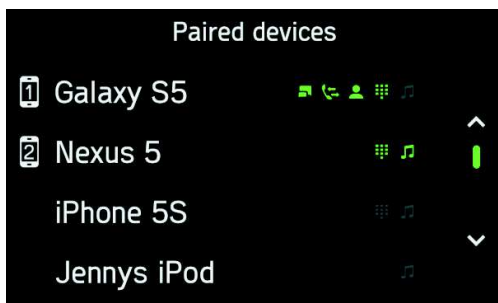 Paired devices
1 Galaxy S5
2 Nexus 5
iPhone 5S
Jennys iPod